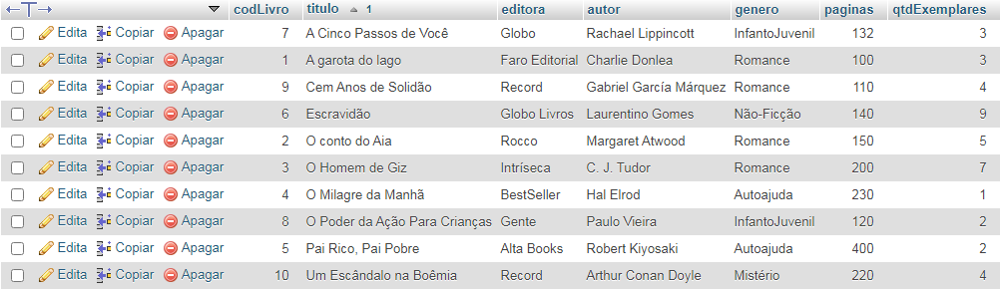 codLivro titulo 1 editora autor genero paginas qtdExemplares
Edita Copiar Apagar 7 A Cinco Passos de Você Globo Rachael Lippincott InfantoJuvenil 132 3
Edita Copiar Apagar 1 A garota do lago Faro Editorial Charlie Donlea Romance 100 3
Edita Copiar Apagar 9 Cem Anos de Solidão Record Gabriel García Márquez Romance 110 4
Edita Copiar Apagar 6 Escravidão Globo Livros Laurentino Gomes Não-Ficção 140 9
Edita Copiar Apagar 2 O conto do Aia Rocco Margaret Atwood Romance 150 5
Edita Copiar Apagar 3 O Homem de Giz Intríseca C. J. Tudor Romance 200 7
Edita Copiar Apagar 4 O Milagre da Manhã BestSeller Hal Elrod Autoajuda 230 1
Edita Copiar Apagar 8 O Poder da Ação Para Crianças Gente Paulo Vieira InfantoJuvenil 120 2
Edita Copiar Apagar 5 Pai Rico, Pai Pobre Alta Books Robert Kiyosaki Autoajuda 400 2
Edita Copiar Apagar 10 Um Escândalo na Boêmia Record Arthur Conan Doyle Mistério 220 4